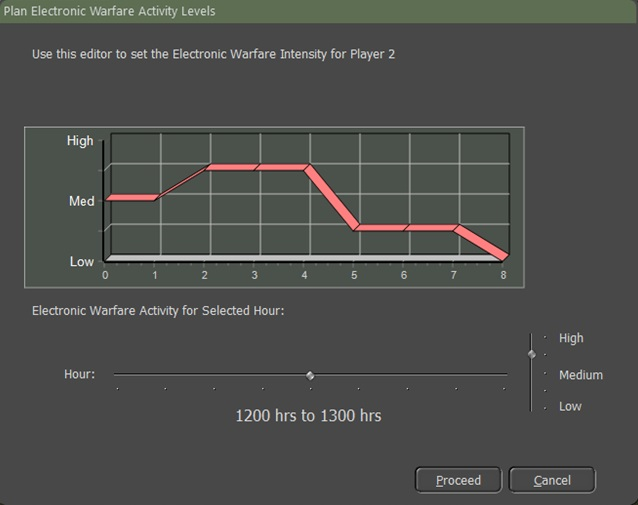 Plan Electronic Warfare Activity Levels
Use this editor to set the Electronic Warfare Intensity for Player 2
High
Med
Low
0 1 2 3 4 5 6 7 8
Electronic Warfare Activity for Selected Hour:
High
Hour:
Medium
Low
1200 hrs to 1300 hrs
Proceed
Cancel